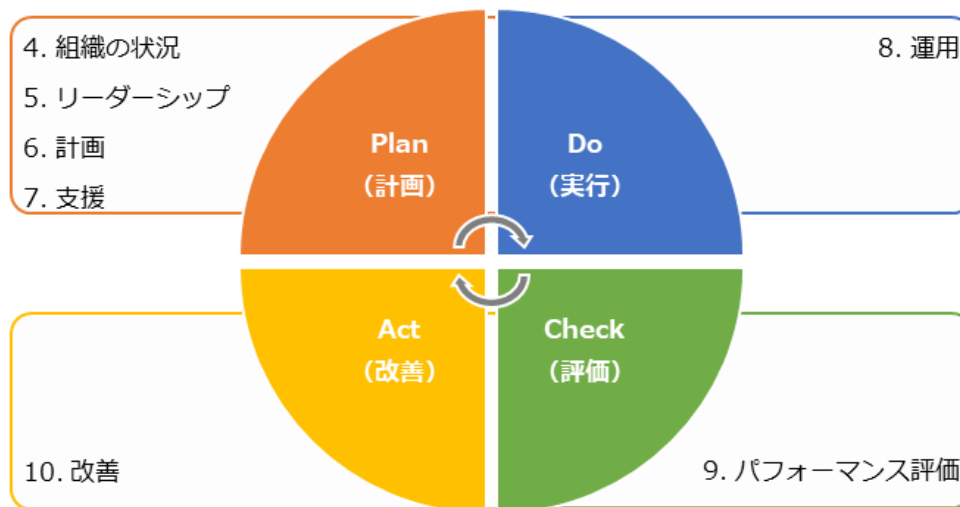 4. 組織の状況
5. リーダーシップ
6. 計画
7. 支援
Plan
（計画）
Do
（実行）
8. 運用
Act
（改善）
Check
（評価）
10. 改善
9. パフォーマンス評価